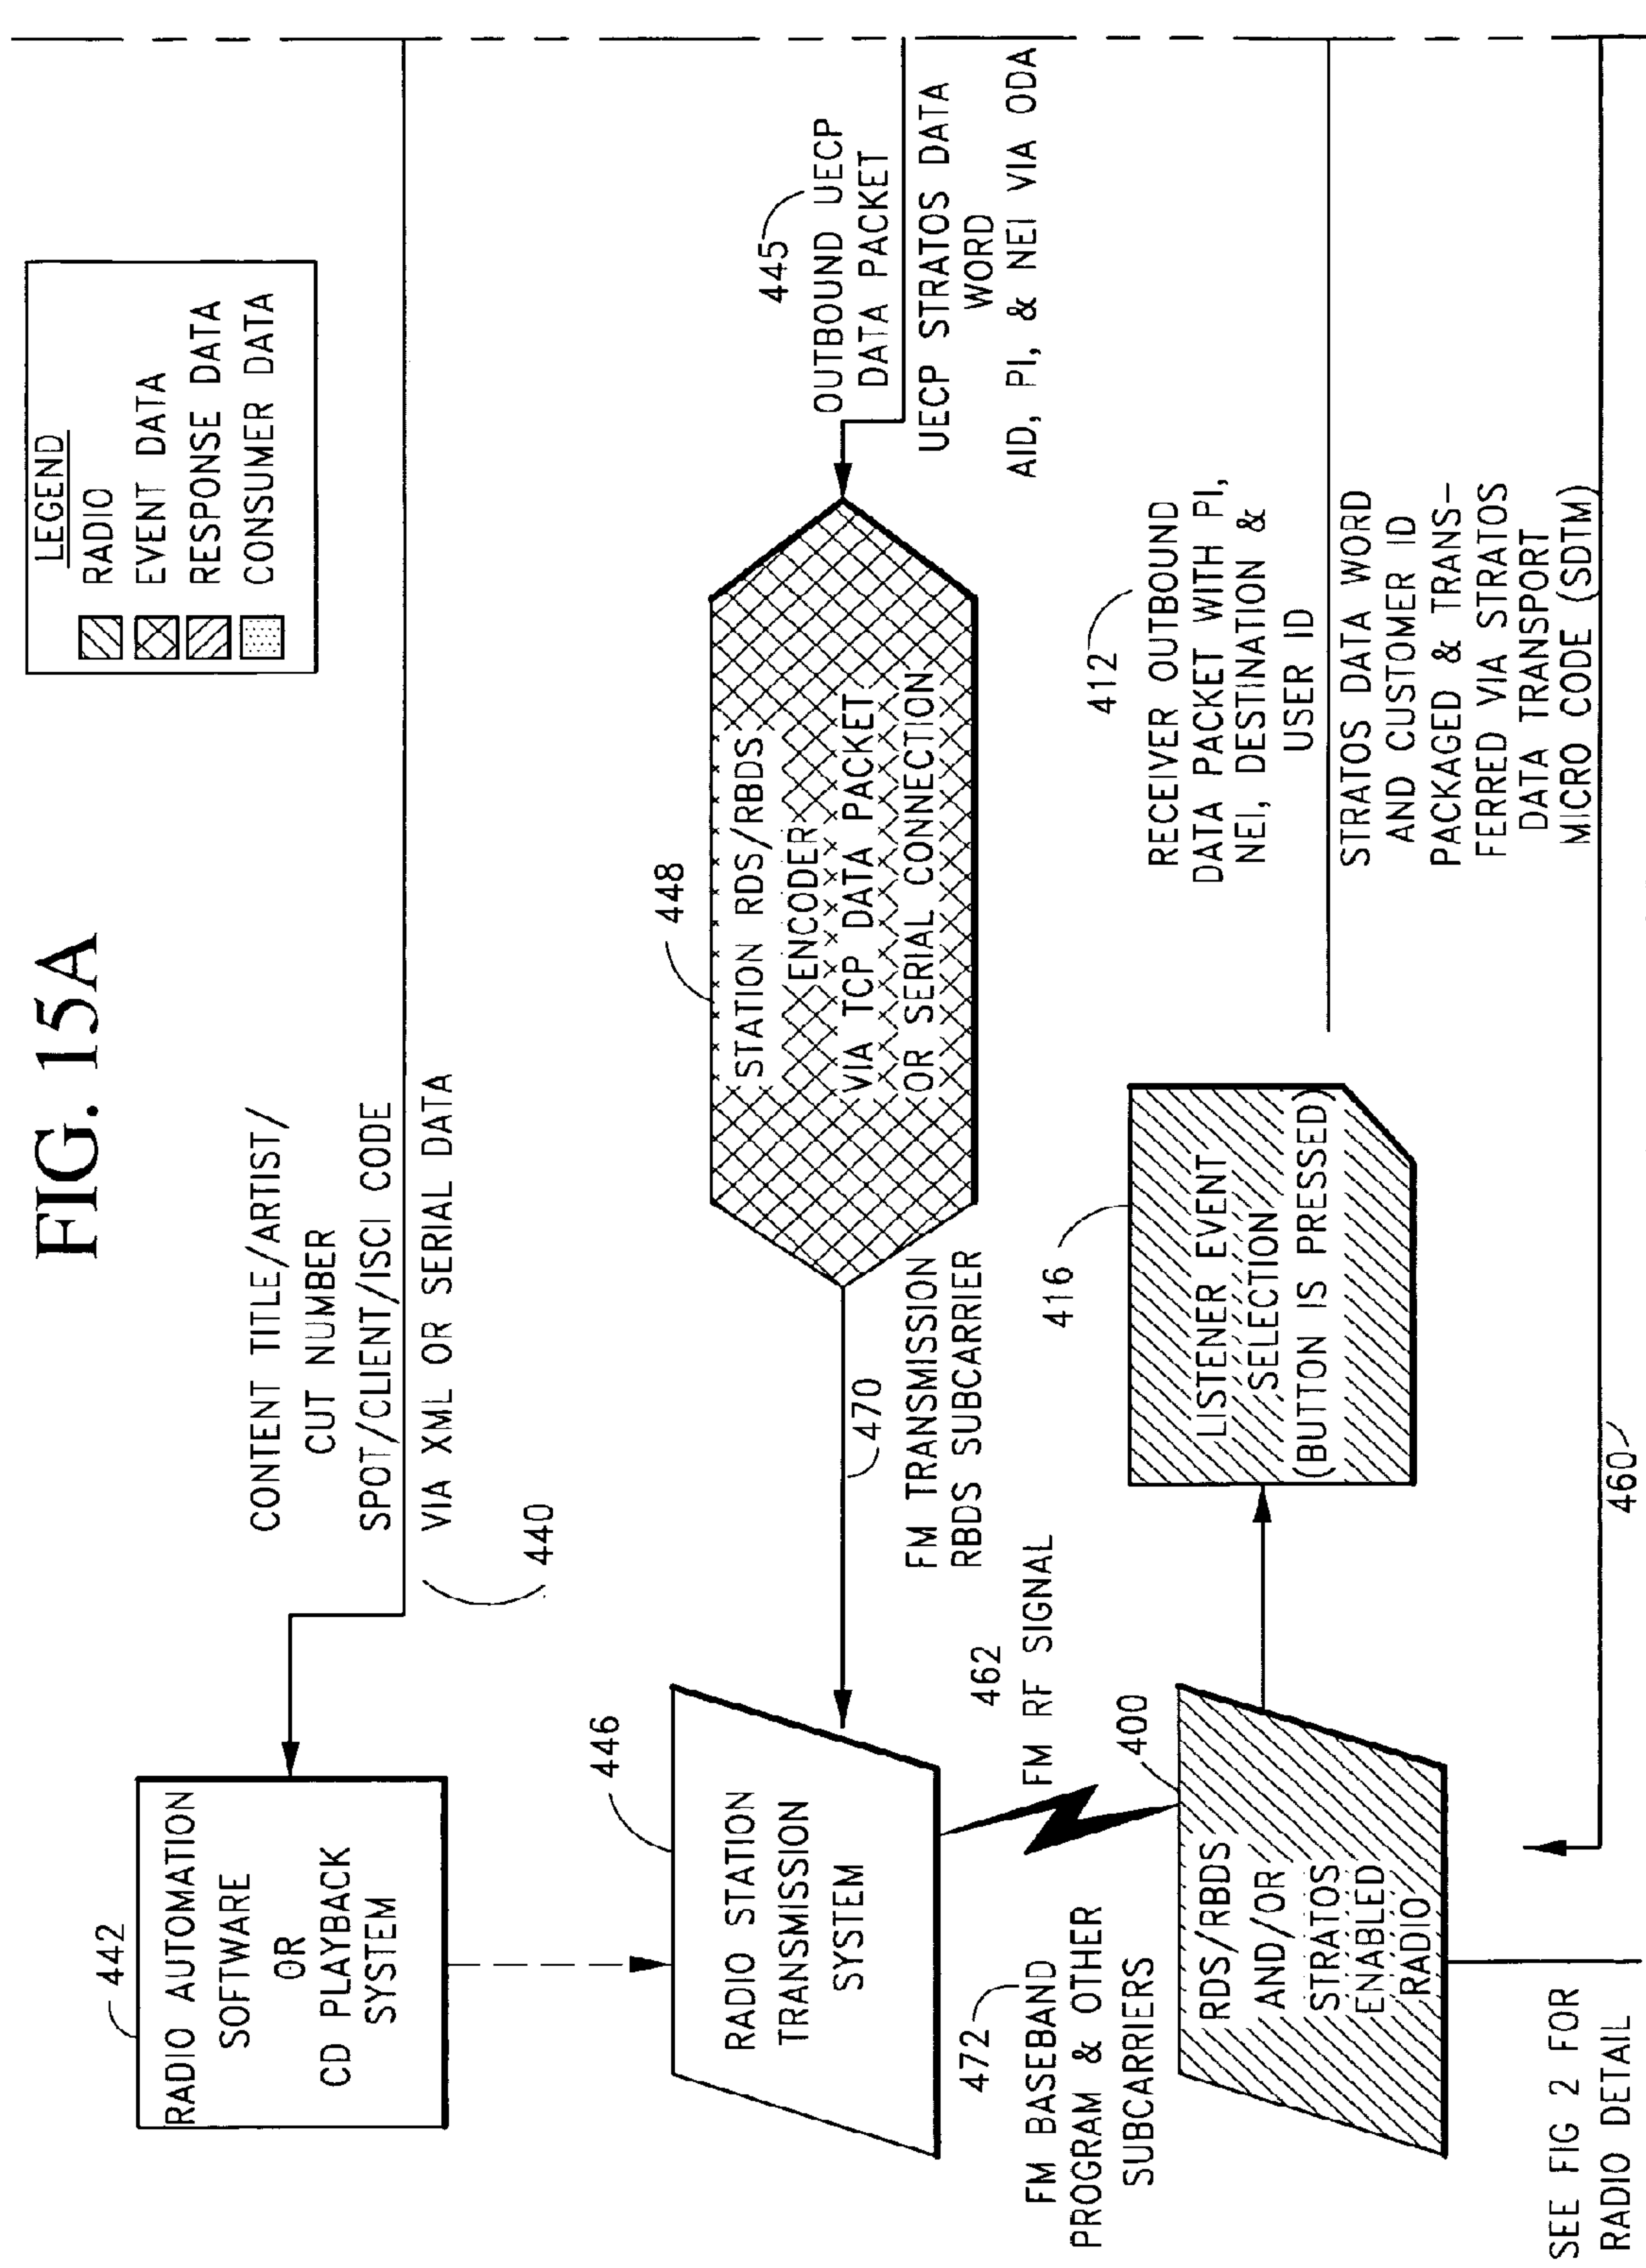 FIG. 15A
LEGEND
RADIO
EVENT DATA
RESPONSE DATA
CONSUMER DATA
442
RADIO AUTOMATION
SOFTWARE
OR
CD PLAYBACK
SYSTEM
CONTENT TITLE/ARTIST/
CUT NUMBER
SPOT/CLIENT/ISCI CODE
VIA XML OR SERIAL DATA
440
446
RADIO STATION
TRANSMISSION
SYSTEM
470
FM TRANSMISSION
RBDS SUBCARRIER
448
STATION RDS/RBDS
ENCODER
VIA TCP DATA PACKET
OR SERIAL CONNECTION
445
OUTBOUND UECP
DATA PACKET
UECP STRATOS DATA
WORD
AID, PI, & NEI VIA ODA
472
FM BASEBAND
PROGRAM & OTHER
SUBCARRIERS
462
FM RF SIGNAL
400
RDS/RBDS
AND/OR
STRATOS
ENABLED
RADIO
416
LISTENER EVENT
SELECTION
(BUTTON IS PRESSED)
412
RECEIVER OUTBOUND
DATA PACKET WITH PI,
NEI, DESTINATION &
USER ID
STRATOS DATA WORD
AND CUSTOMER ID
PACKAGED & TRANS-
FERRED VIA STRATOS
DATA TRANSPORT
MICRO CODE (SDTM)
460
SEE FIG 2 FOR
RADIO DETAIL